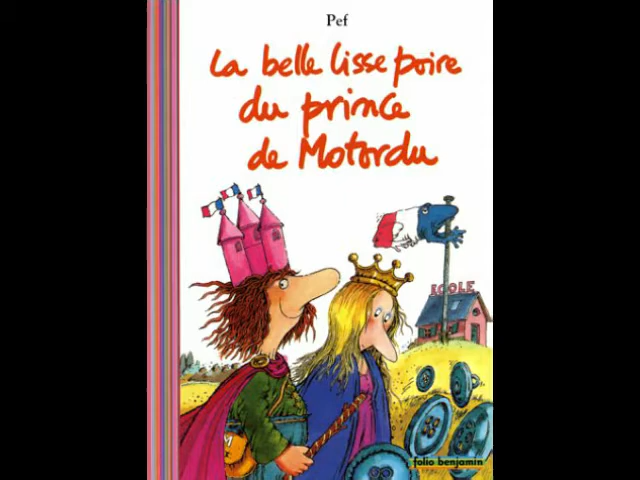 Pef
La belle lisse poire
du prince
de Motordu
ECOLE
M
folio benjamin